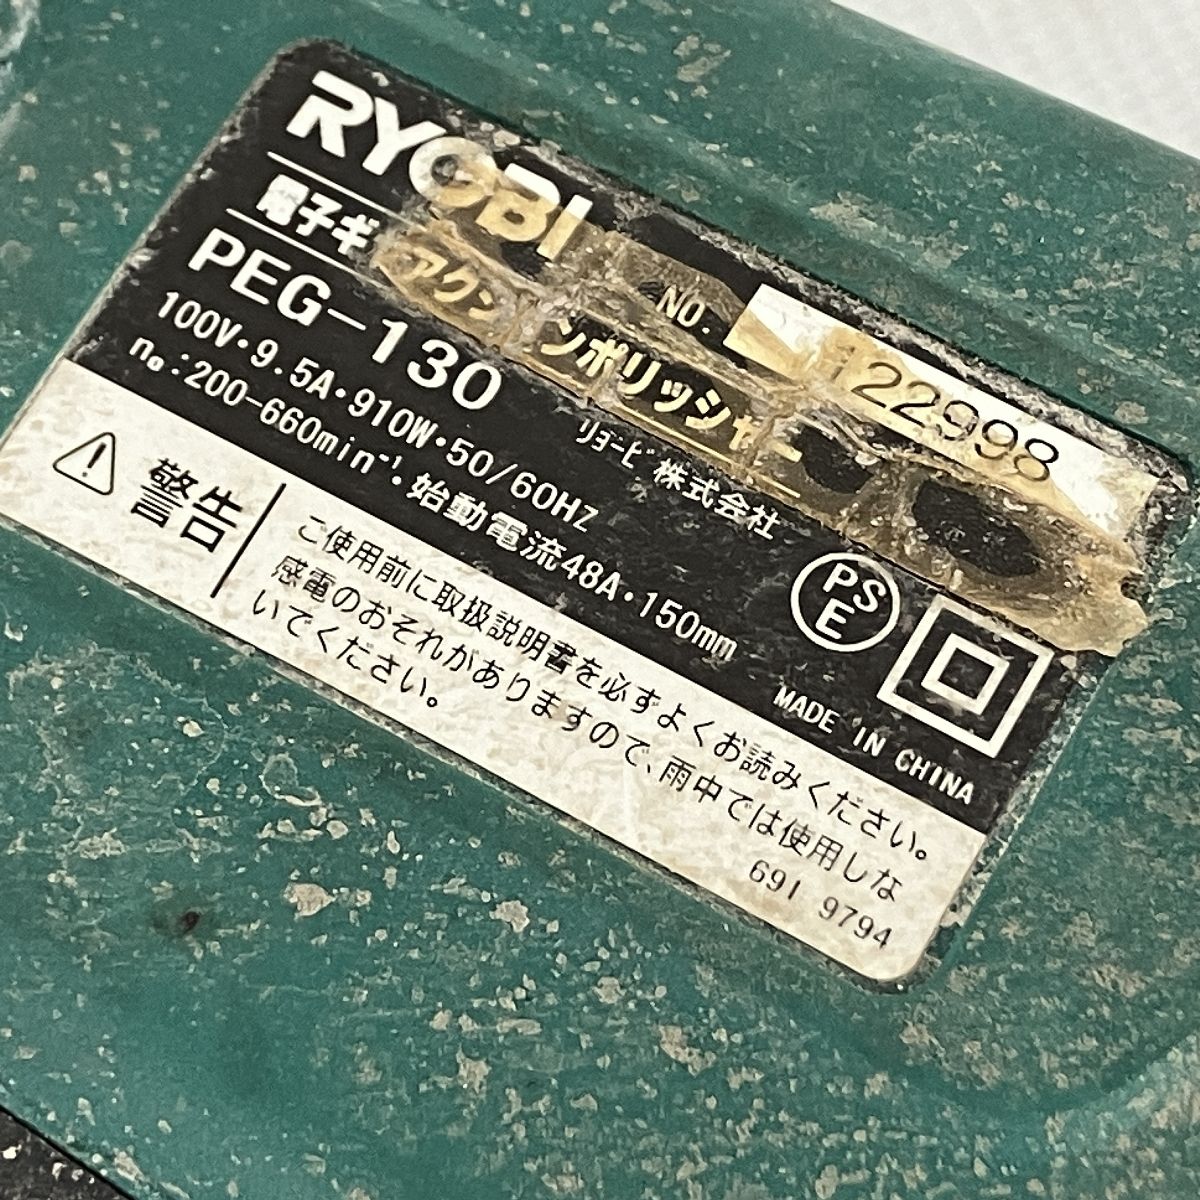 RYOBI
NO. 122998
電子ギ アクシ ンポリッシャー
PEG-130
リョービ株式会社
100V・9.5A・910W・50/60HZ
n₀:200-660min⁻¹.始動電流48A・150mm
PSE
MADE IN CHINA
警告
ご使用前に取扱説明書を必ずよくお読みください。
感電のおそれがありますので、雨中では使用しな
いでください。
691 9794